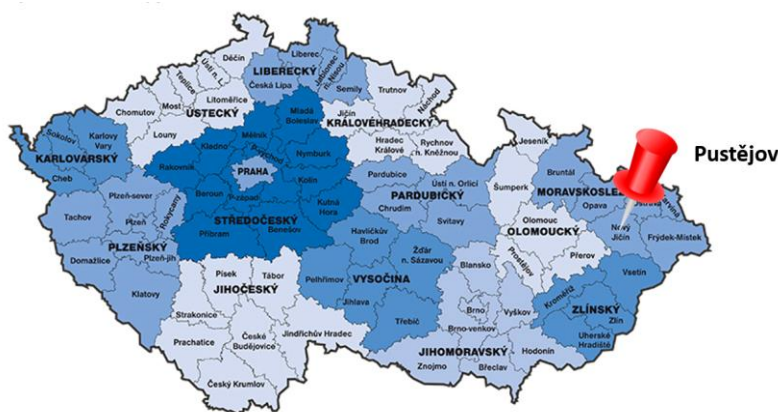 Děčín
Ústí n. L.
Teplice
Liberec
LIBERECKÝ
Jablonec
n. Nisou
Česká Lípa
Semily
Trutnov
Náchod
Chomutov
Most
Litoměřice
ÚSTECKÝ
Louny
Mladá
Boleslav
Jičín
KRÁLOVÉHRADECKÝ
Hradec
Králové
Rychnov
n. Kněžnou
Jeseník
Pustějov
Sokolov
Karlovy
Vary
KARLOVARSKÝ
Cheb
Mělník
Kladno
Rakovník
PRAHA
Nymburk
Kolín
Beroun
P-západ
Kutná
Hora
STŘEDOČESKÝ
Příbram
Benešov
Pardubice
Ústí n. Orlicí
PARDUBICKÝ
Chrudim
Svitavy
Šumperk
Bruntál
Opava
Nový
Jičín
Frýdek-Místek
Olomouc
OLOMOUCKÝ
Prostějov
Přerov
Plzeň-sever
Rokycany
Tachov
Plzeň
PLZEŇSKÝ
Domažlice
Plzeň-jih
Klatovy
Havlíčkův
Brod
Žďár
n. Sázavou
Pelhřimov
VYSOČINA
Jihlava
Třebíč
Blansko
Vsetín
Kroměříž
ZLÍNSKÝ
Zlín
Uherské
Hradiště
Písek
Tábor
JIHOČESKÝ
Strakonice
Prachatice
České
Budějovice
Jindřichův Hradec
Český Krumlov
Brno
Vyškov
Brno-venkov
JIHOMORAVSKÝ
Hodonín
Znojmo
Břeclav